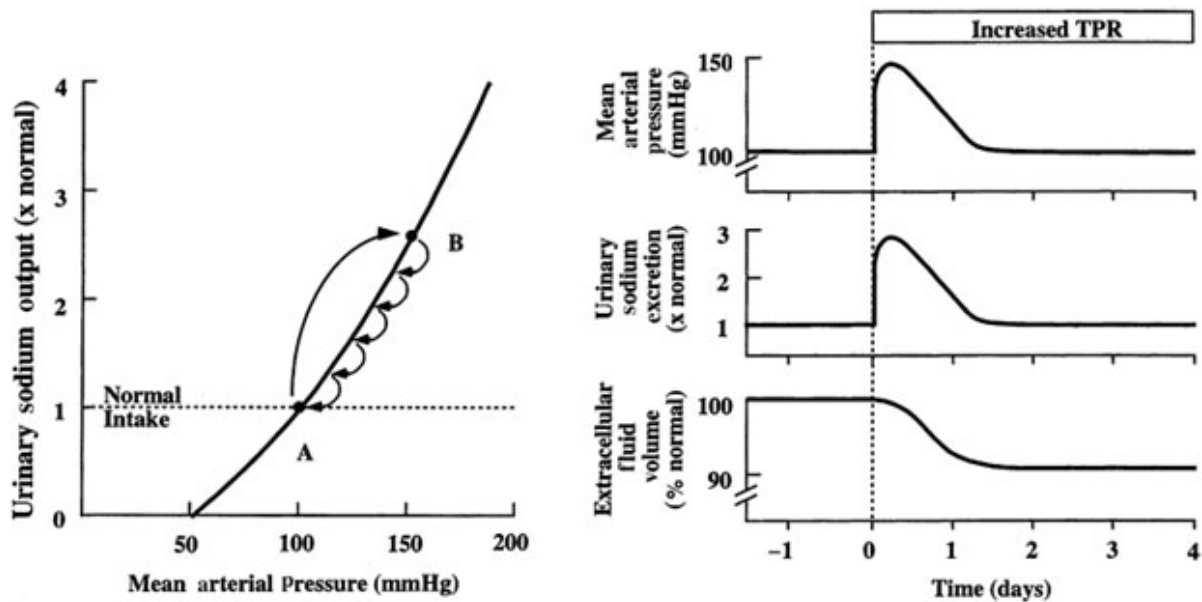 Urinary sodium output (x normal)
4
3
2
1
0
Normal
Intake
A
B
50
100
150
200
Mean arterial Pressure (mmHg)
Increased TPR
Mean
arterial
pressure
(mmHg)
150
100
Urinary
sodium
excretion
(x normal)
3
2
1
Extracellular
fluid
volume
(% normal)
100
90
-1
0
1
2
3
4
Time (days)